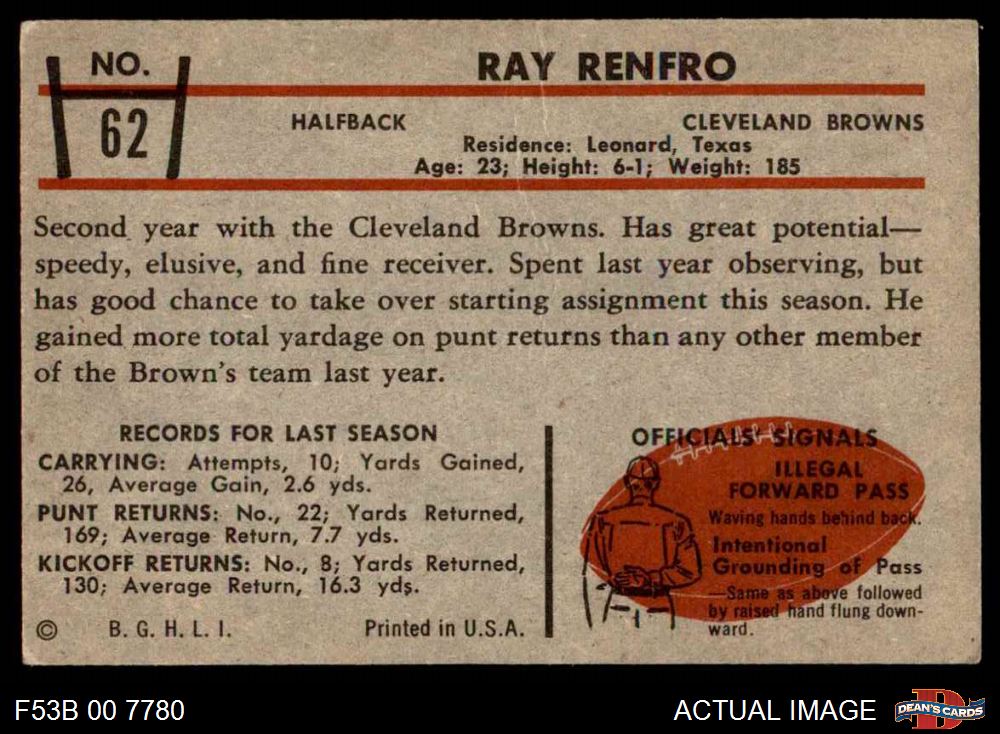 NO.
62
RAY RENFRO
HALFBACK CLEVELAND BROWNS
Residence: Leonard, Texas
Age: 23; Height: 6-1; Weight: 185
Second year with the Cleveland Browns. Has great potential—
speedy, elusive, and fine receiver. Spent last year observing, but
has good chance to take over starting assignment this season. He
gained more total yardage on punt returns than any other member
of the Brown's team last year.
RECORDS FOR LAST SEASON
CARRYING: Attempts, 10; Yards Gained,
26, Average Gain, 2.6 yds.
PUNT RETURNS: No., 22; Yards Returned,
169; Average Return, 7.7 yds.
KICKOFF RETURNS: No., 8; Yards Returned,
130; Average Return, 16.3 yds.
© B. G. H. L. I. Printed in U.S.A.
OFFICIALS' SIGNALS
ILLEGAL
FORWARD PASS
Waving hands behind back.
Intentional
Grounding of Pass
—Same as above followed
by raised hand flung down-
ward.
F53B 00 7780 ACTUAL IMAGE
DEAN'S CARDS